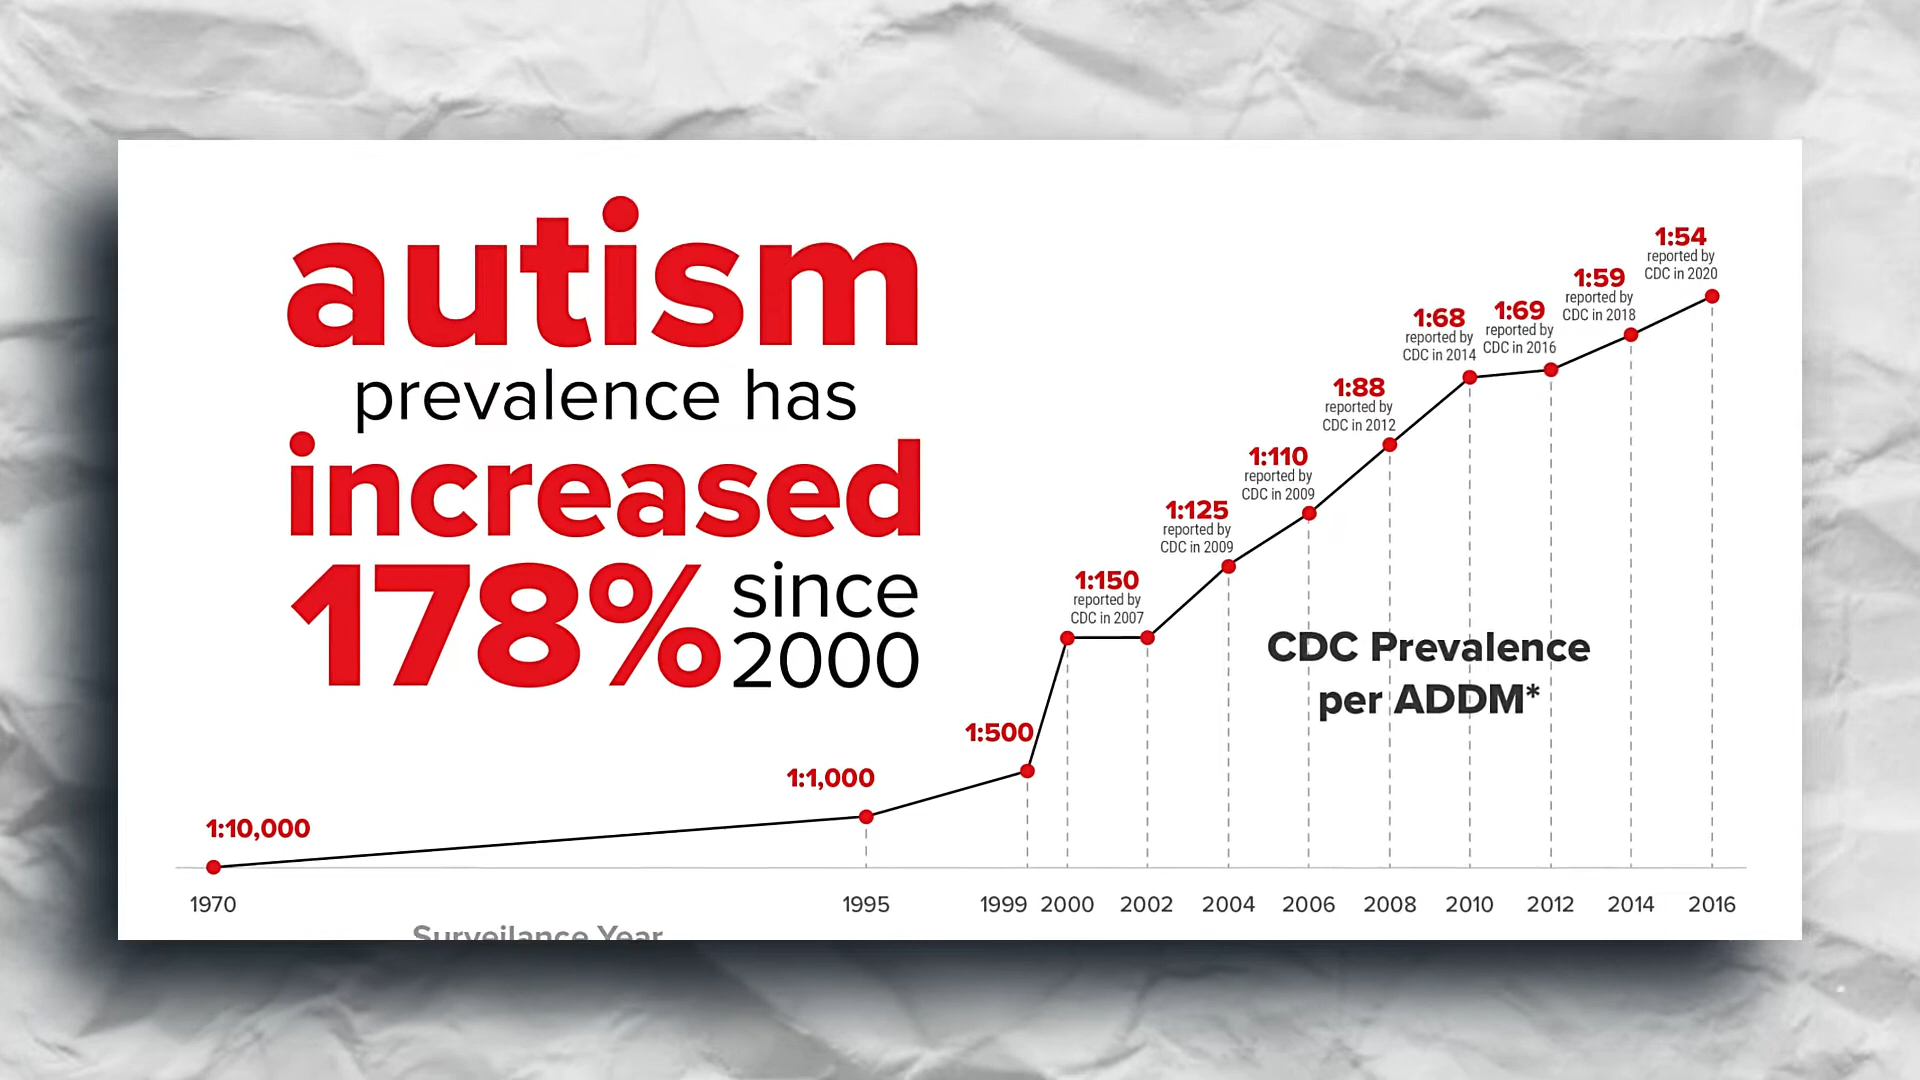 autism
prevalence has
increased
178% since
2000
1:10,000
1:1,000
1:500
1:150
reported by
CDC in 2007
1:125
reported by
CDC in 2009
1:110
reported by
CDC in 2009
1:88
reported by
CDC in 2012
1:68
reported by
CDC in 2014
1:69
reported by
CDC in 2016
1:59
reported by
CDC in 2018
1:54
reported by
CDC in 2020
CDC Prevalence
per ADDM*
1970 1995 1999 2000 2002 2004 2006 2008 2010 2012 2014 2016
Surveilance Year